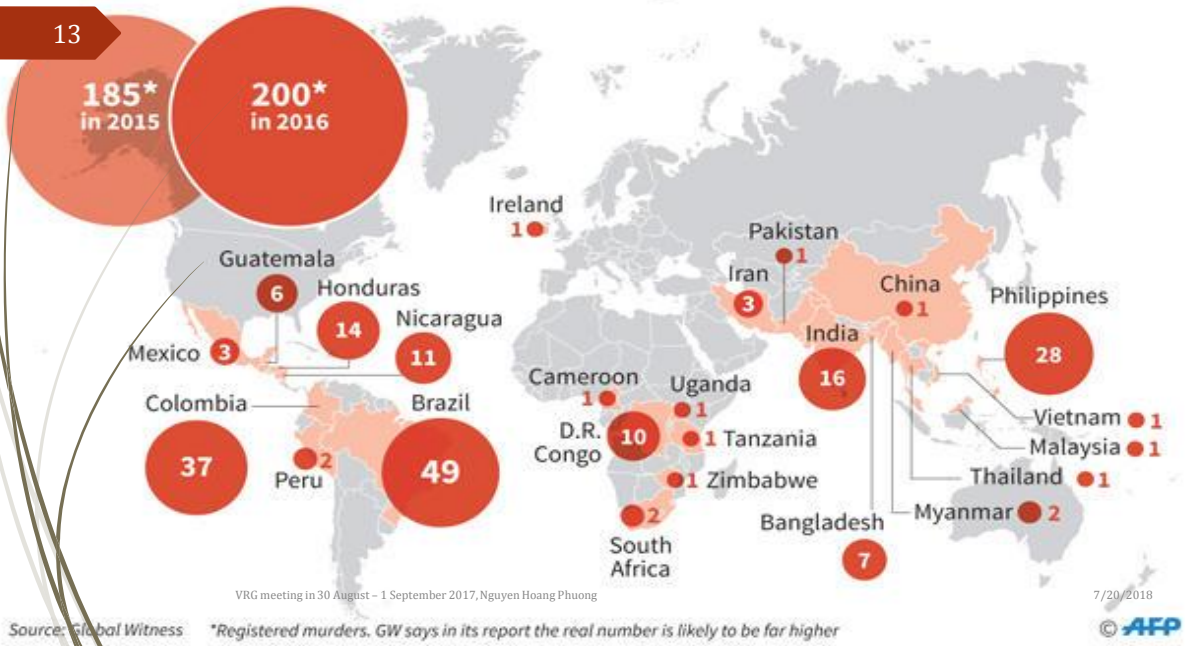 13
185*
in 2015
200*
in 2016
Ireland
1
Pakistan
1
Guatemala
6
Iran
3
China
1
Honduras
14
Philippines
28
Nicaragua
11
India
16
Mexico
3
Cameroon
1
Uganda
1
Colombia
37
Brazil
49
D.R.
Congo
10
1 Tanzania
Vietnam 1
Malaysia 1
2
Peru
1 Zimbabwe
Thailand 1
2
South
Africa
Bangladesh
7
Myanmar 2
VRG meeting in 30 August – 1 September 2017, Nguyen Hoang Phuong
7/20/2018
Source: Global Witness *Registered murders. GW says in its report the real number is likely to be far higher
© AFP